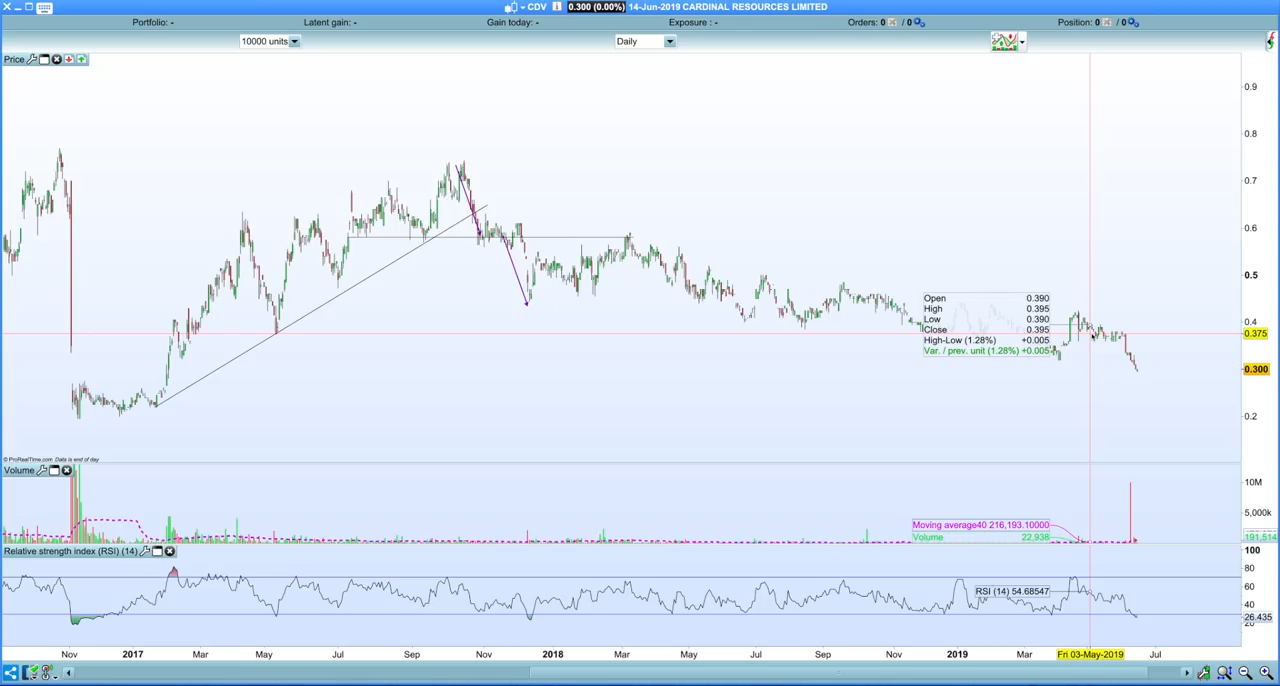 CDV 0.300 (0.00%) 14-Jun-2019 CARDINAL RESOURCES LIMITED
Portfolio: - Latent gain: - Gain today: - Exposure : - Orders: 0 / 0 Position: 0 / 0
10000 units Daily
Price
0.9
0.8
0.7
0.6
0.5
0.4
0.375
0.300
0.2
Open 0.390
High 0.395
Low 0.390
Close 0.395
High-Low (1.28%) +0.005
Var. / prev. unit (1.28%) +0.005
© ProRealTime.com Data is end of day
Volume
10M
5,000k
Moving average40 216,193.10000
Volume 22,938
191,514
Relative strength index (RSI) (14)
100
80
60
40
20
RSI (14) 54.68547
26.435
Nov 2017 Mar May Jul Sep Nov 2018 Mar May Jul Sep Nov 2019 Mar Fri 03-May-2019 Jul